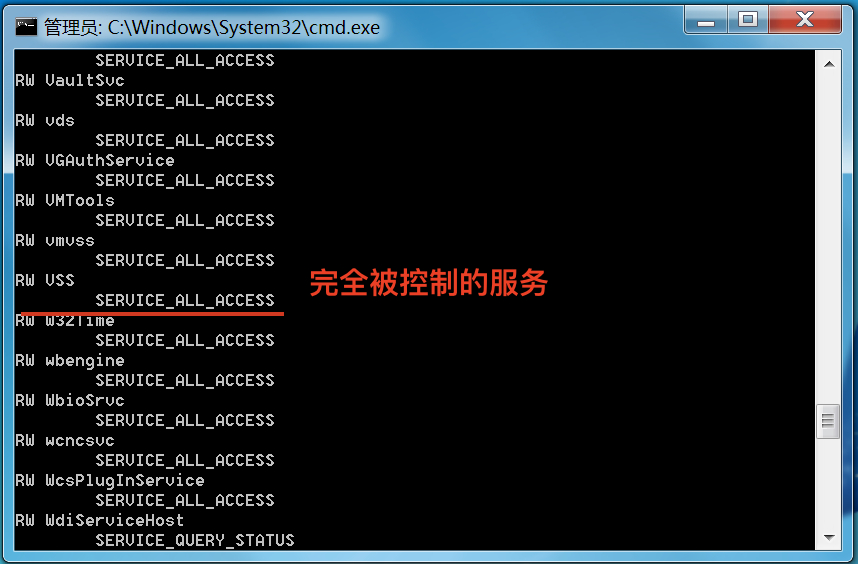 管理员: C:\Windows\System32\cmd.exe
SERVICE_ALL_ACCESS
RW VaultSvc
SERVICE_ALL_ACCESS
RW vds
SERVICE_ALL_ACCESS
RW VGAuthService
SERVICE_ALL_ACCESS
RW VMTools
SERVICE_ALL_ACCESS
RW vmvss
SERVICE_ALL_ACCESS
RW VSS
完全被控制的服务
SERVICE_ALL_ACCESS
RW W32Time
SERVICE_ALL_ACCESS
RW wbengine
SERVICE_ALL_ACCESS
RW WbioSrvc
SERVICE_ALL_ACCESS
RW wcncsvc
SERVICE_ALL_ACCESS
RW WcsPlugInService
SERVICE_ALL_ACCESS
RW WdiServiceHost
SERVICE_QUERY_STATUS